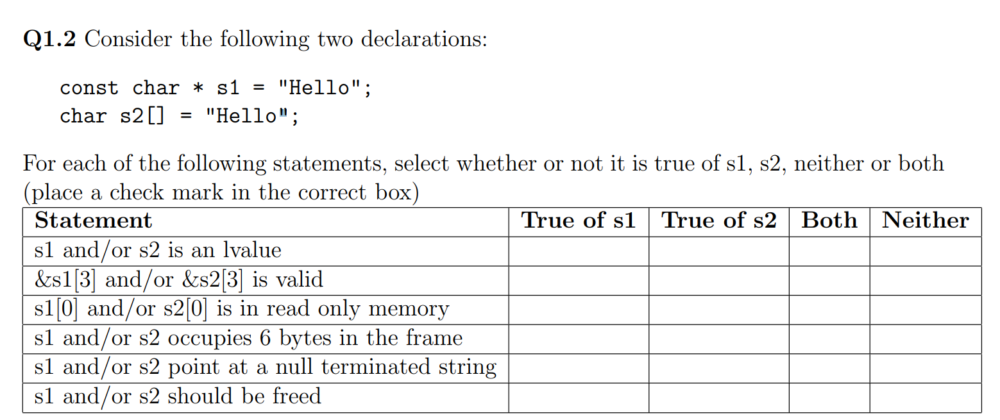 Q1.2 Consider the following two declarations:
const char * s1 = "Hello";
char s2[] = "Hello";
For each of the following statements, select whether or not it is true of s1, s2, neither or both
(place a check mark in the correct box)
Statement True of s1 True of s2 Both Neither
s1 and/or s2 is an lvalue
&s1[3] and/or &s2[3] is valid
s1[0] and/or s2[0] is in read only memory
s1 and/or s2 occupies 6 bytes in the frame
s1 and/or s2 point at a null terminated string
s1 and/or s2 should be freed